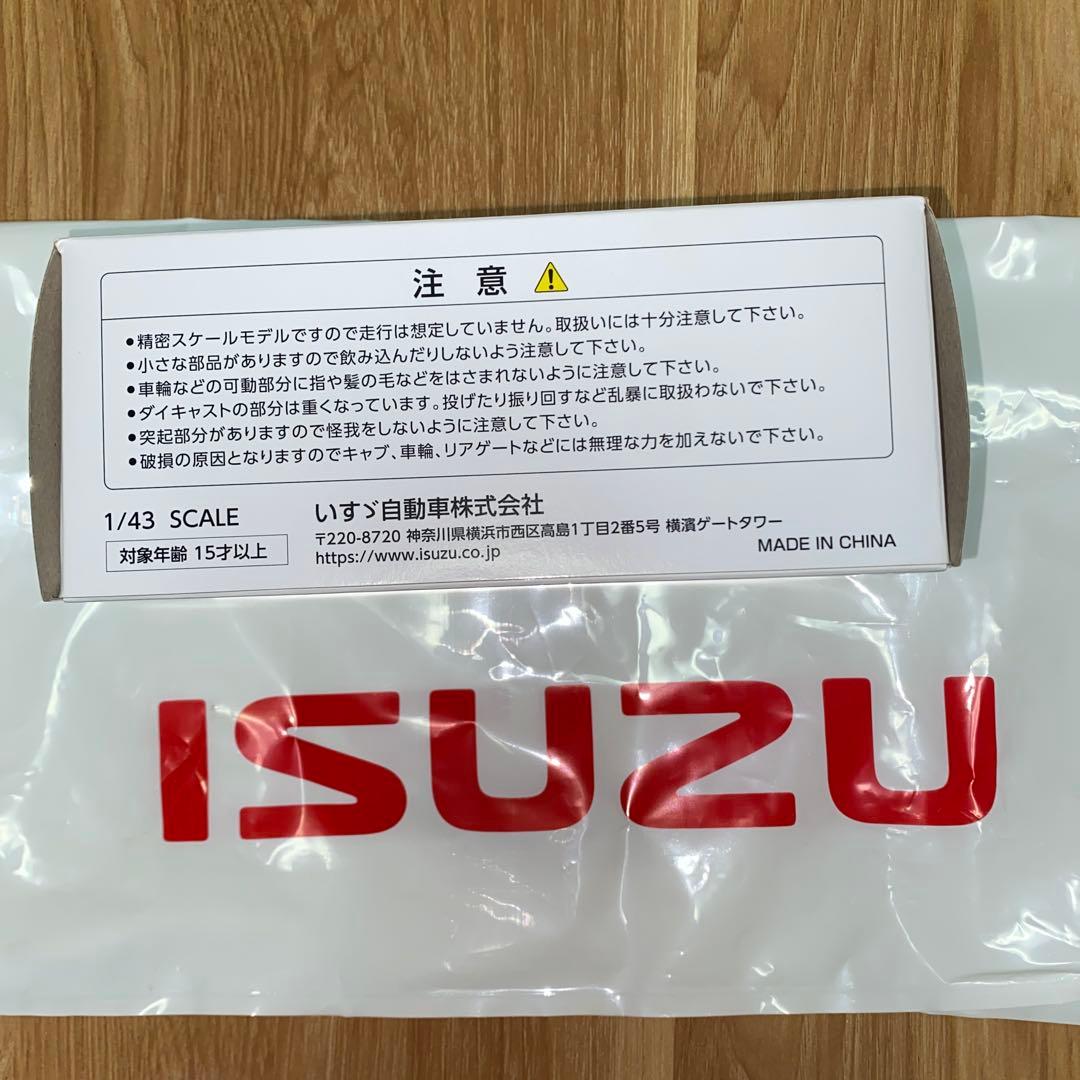 注 意
●精密スケールモデルですので走行は想定していません。取扱いには十分注意して下さい。
●小さな部品がありますので飲み込んだりしないよう注意して下さい。
●車輪などの可動部分に指や髪の毛などをはさまれないように注意して下さい。
●ダイキャストの部分は重くなっています。投げたり振り回すなど乱暴に取扱わないで下さい。
●突起部分がありますので怪我をしないように注意して下さい。
●破損の原因となりますのでキャブ、車輪、リアゲートなどには無理な力を加えないで下さい。
1/43 SCALE
対象年齢 15才以上
いすゞ自動車株式会社
〒220-8720 神奈川県横浜市西区高島1丁目2番5号 横濱ゲートタワー
https://www.isuzu.co.jp
MADE IN CHINA
ISUZU